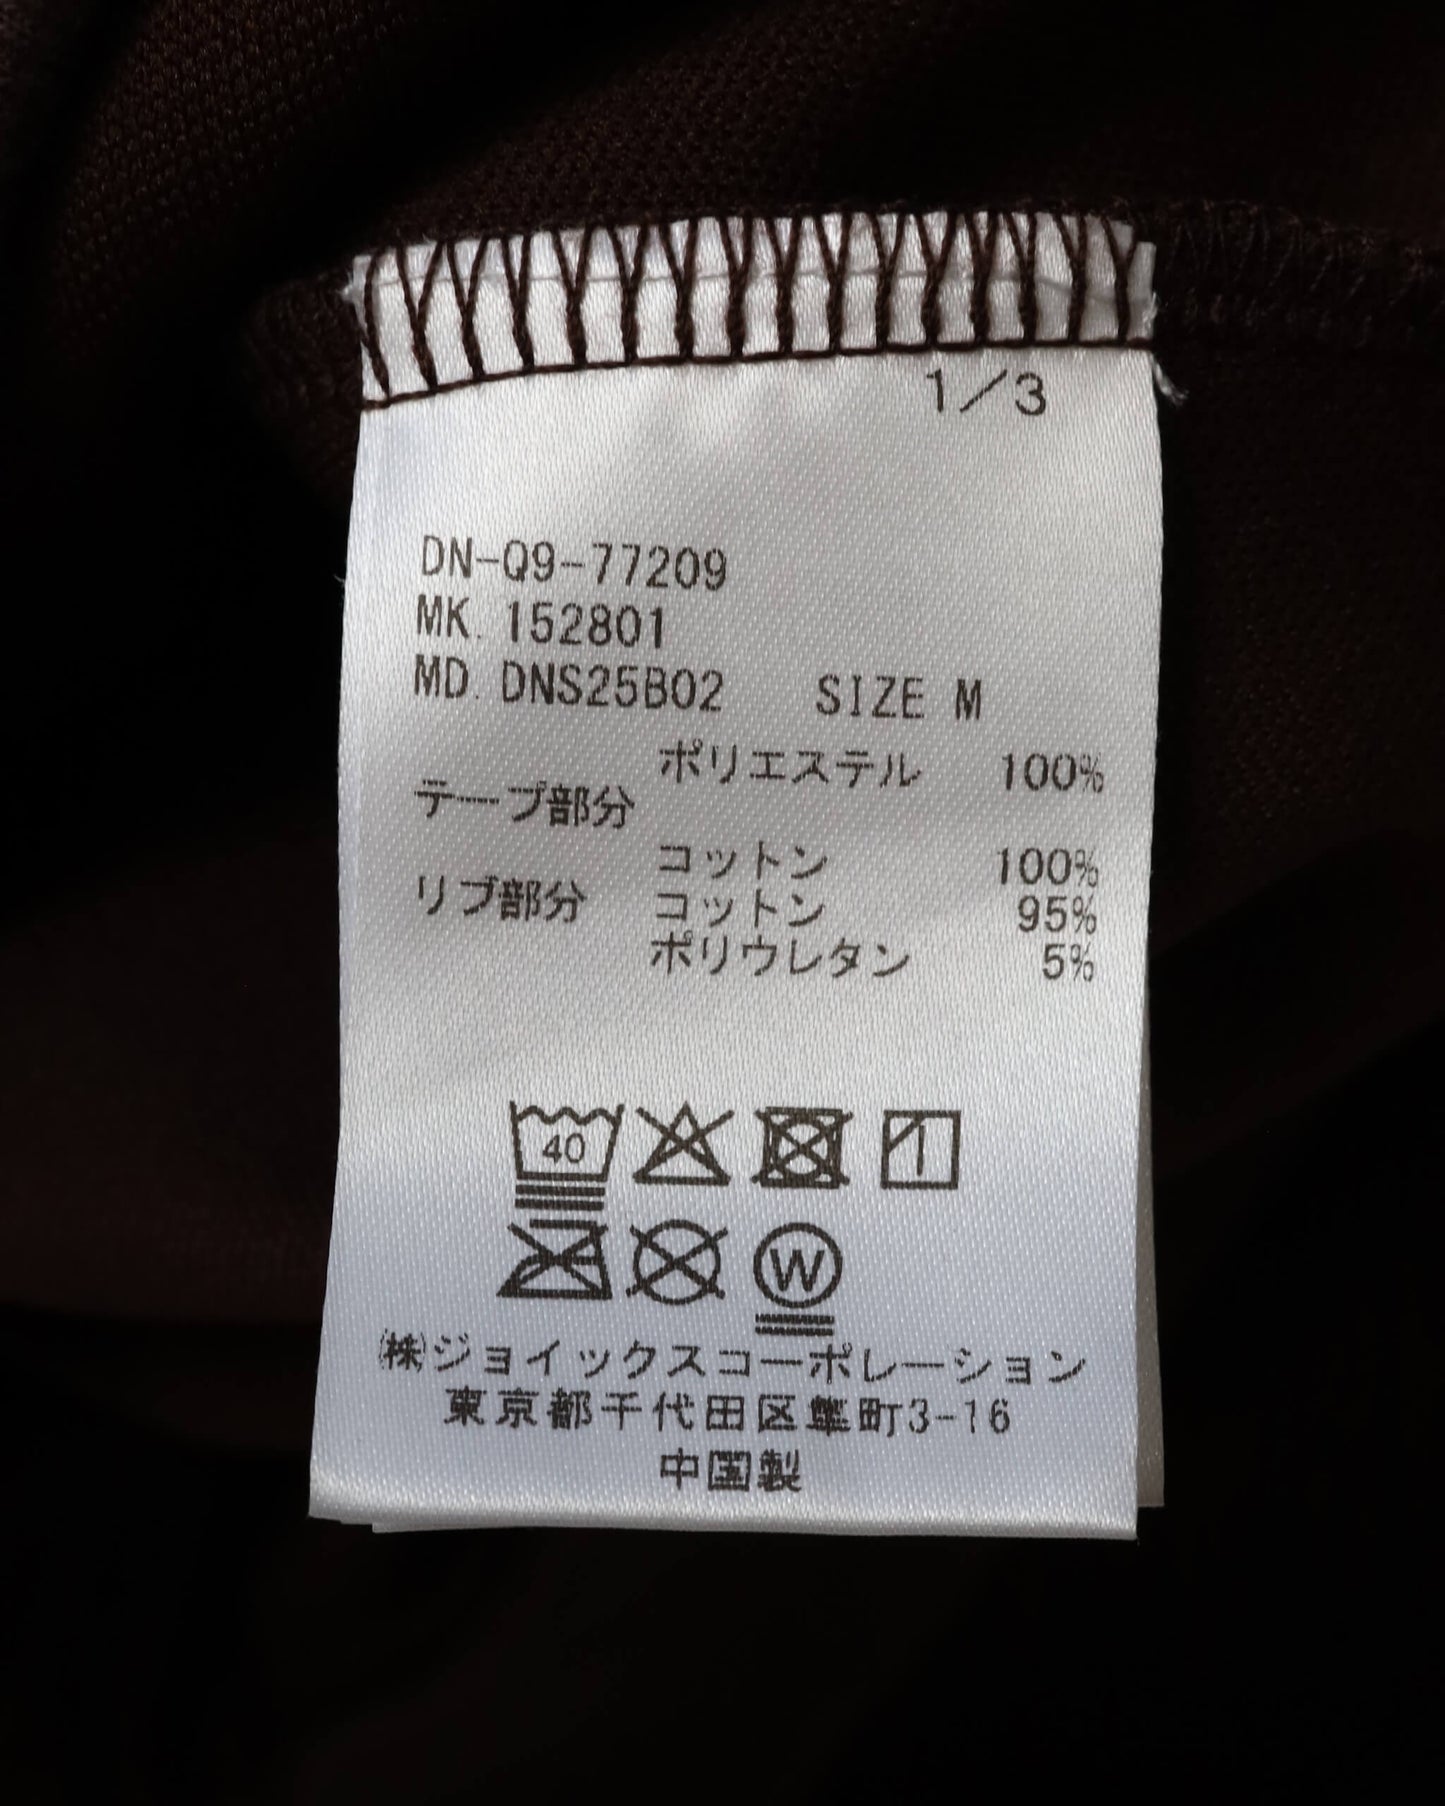 1/3
DN-Q9-77209
MK. 152801
MD. DNS25B02 SIZE M
ポリエステル 100%
テープ部分
コットン 100%
リブ部分 コットン 95%
ポリウレタン 5%
40
W
㈱ジョイックスコーポレーション
東京都千代田区隼町3-16
中国製